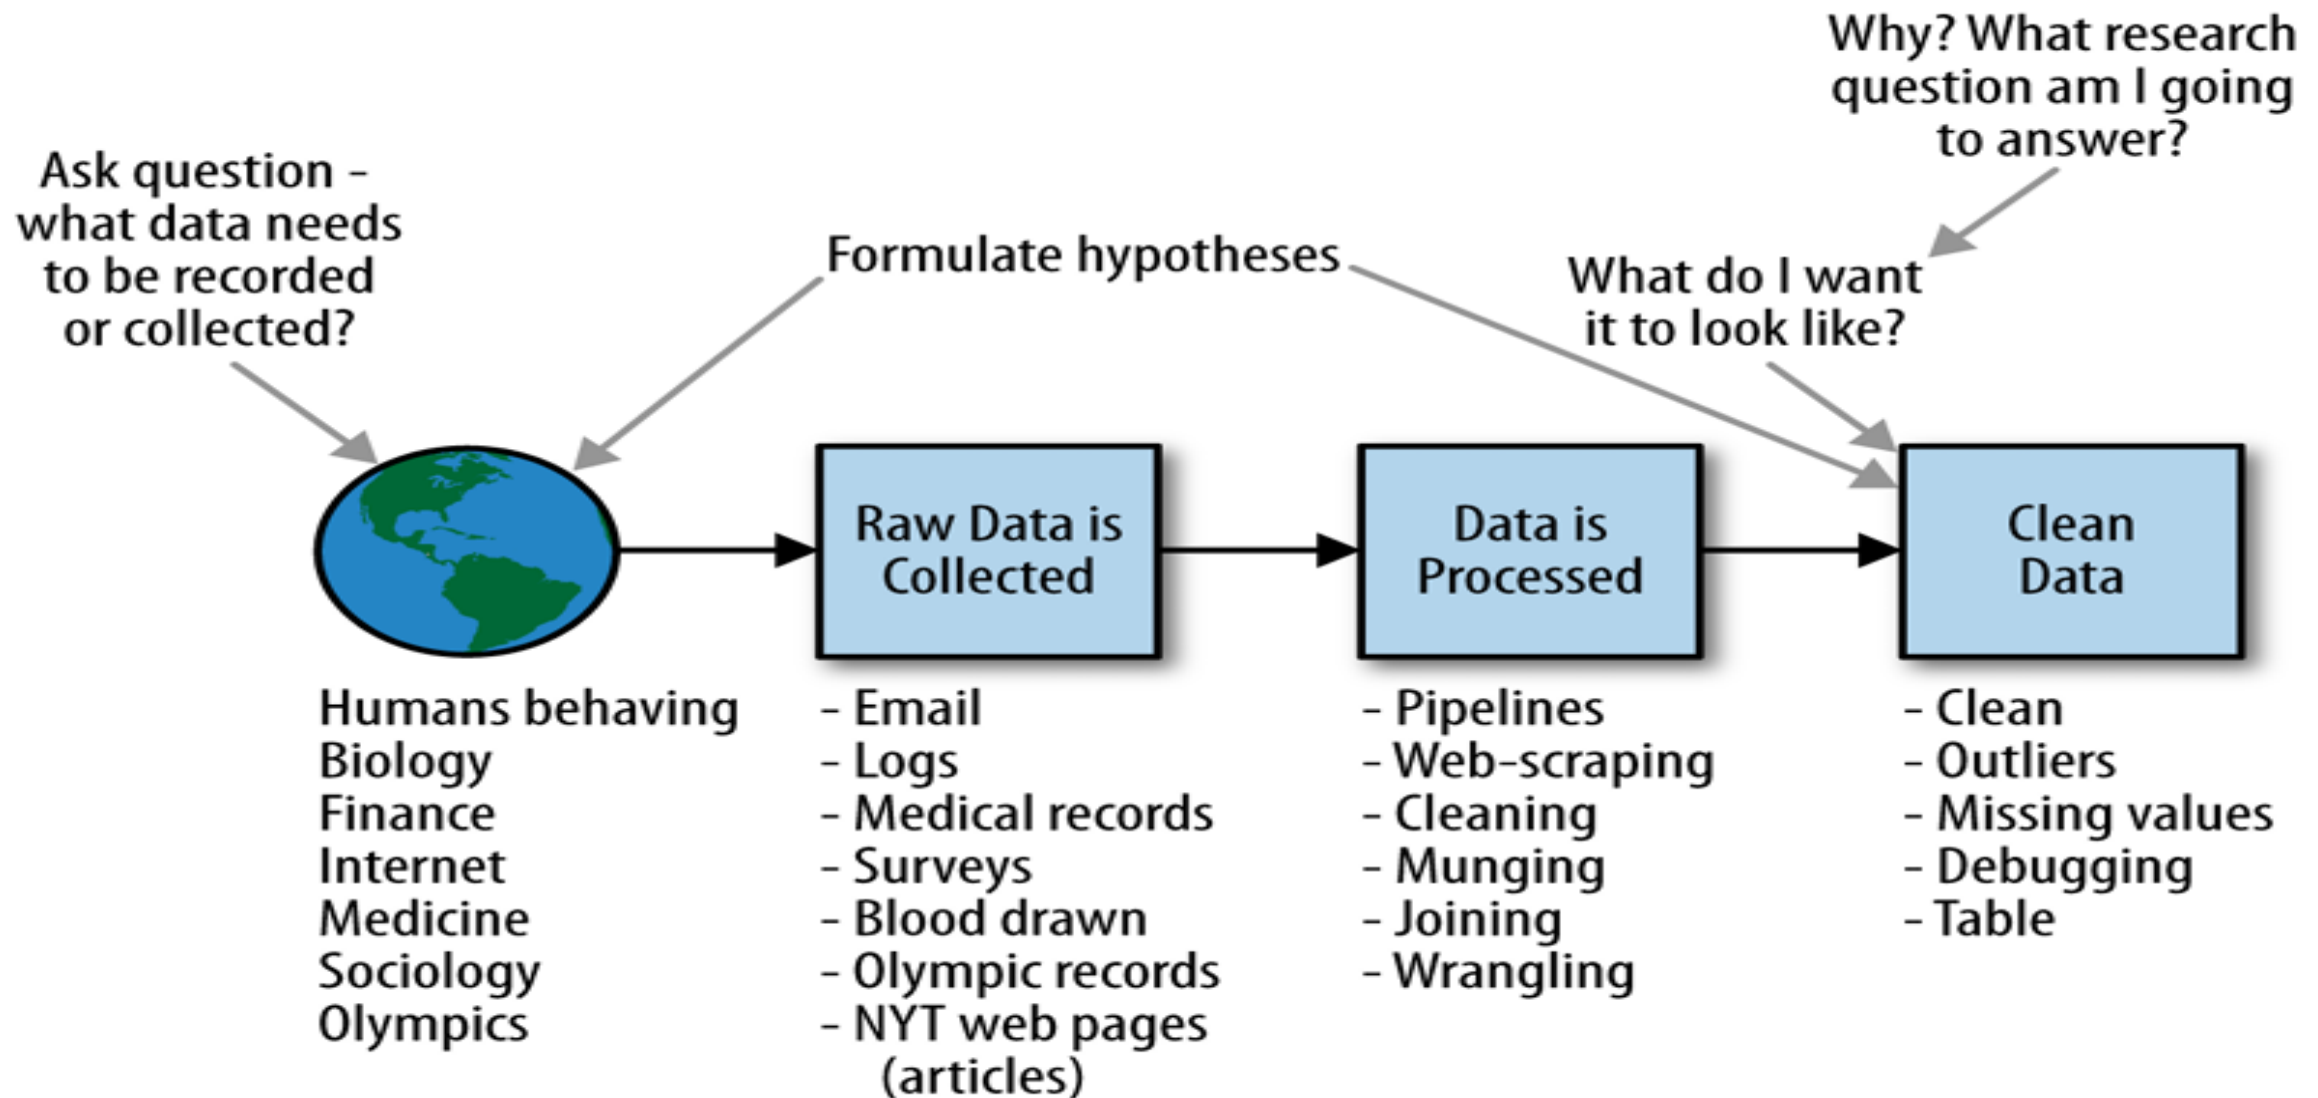 Why? What research
question am I going
to answer?
Ask question -
what data needs
to be recorded
or collected?
Formulate hypotheses
What do I want
it to look like?
Raw Data is
Collected
Data is
Processed
Clean
Data
Humans behaving
Biology
Finance
Internet
Medicine
Sociology
Olympics
- Email
- Logs
- Medical records
- Surveys
- Blood drawn
- Olympic records
- NYT web pages
(articles)
- Pipelines
- Web-scraping
- Cleaning
- Munging
- Joining
- Wrangling
- Clean
- Outliers
- Missing values
- Debugging
- Table